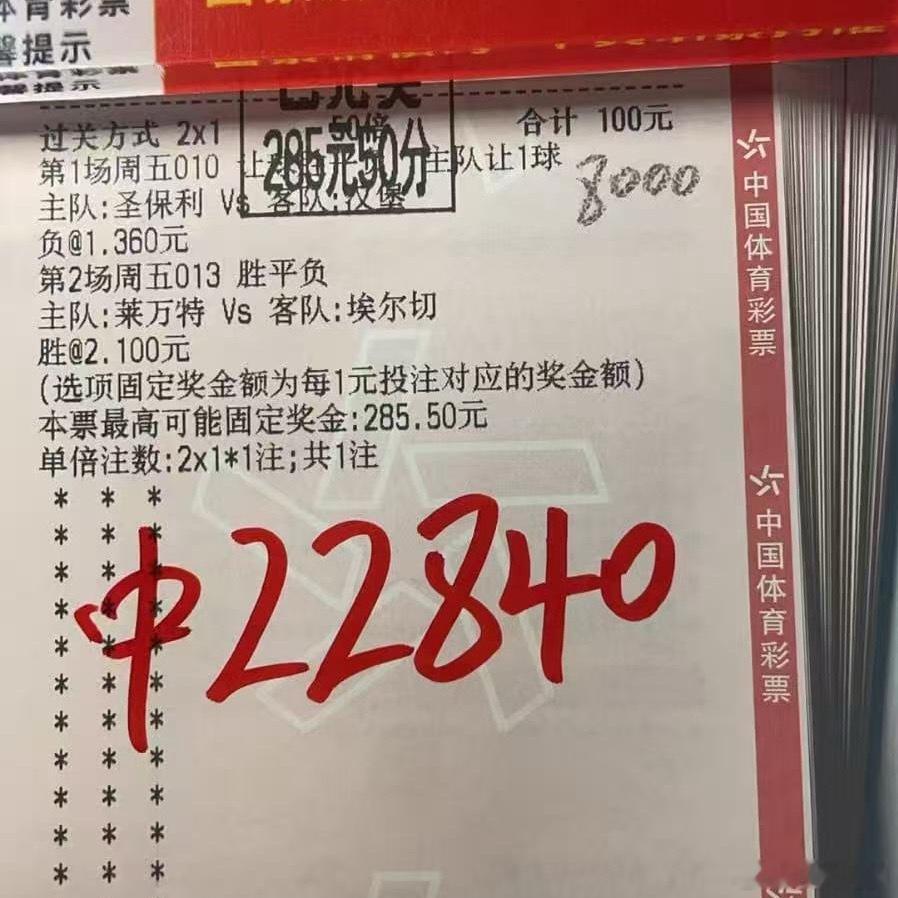 体育彩票
馨提示
过关方式 2x1 50倍 合计 100元
已兑奖
285元50分
第1场周五010 让 主队让1球
8000
主队:圣保利 Vs 客队:汉堡
负@1.360元
第2场周五013 胜平负
主队:莱万特 Vs 客队:埃尔切
胜@2.100元
(选项固定奖金额为每1元投注对应的奖金额)
本票最高可能固定奖金:285.50元
单倍注数:2x1*1注;共1注
* * *
* * *
* * *
* * *
* * *
* * *
* * *
* * *
* * *
* * *
* * *
中22840
中国体育彩票
中国体育彩票